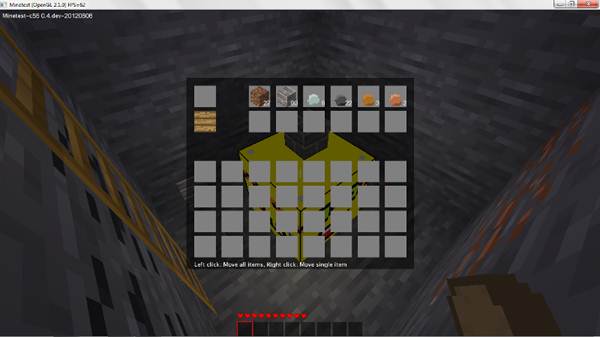 Minetest [OpenGL 2.1.0] FPS=62
Minetest-c55 0.4.dev-20120606
Left click: Move all items, Right click: Move single item